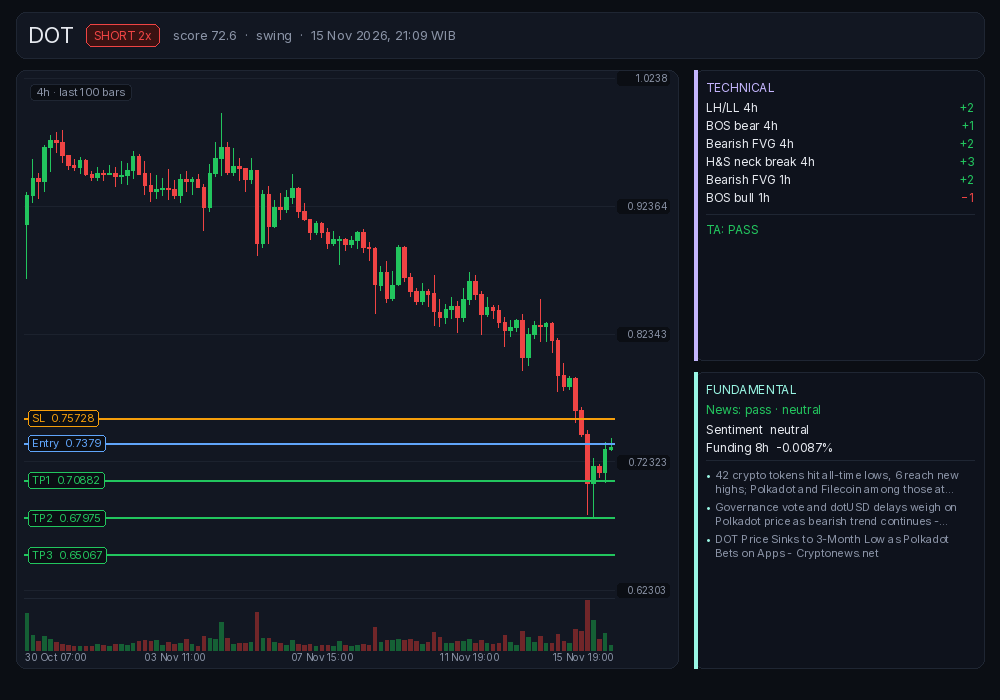 DOT SHORT 2x score 72.6 · swing · 15 Nov 2026, 21:09 WIB
4h · last 100 bars
1.0238
0.92364
0.82343
0.72323
0.62303
SL 0.75728
Entry 0.7379
TP1 0.70882
TP2 0.67975
TP3 0.65067
30 Oct 07:00 03 Nov 11:00 07 Nov 15:00 11 Nov 19:00 15 Nov 19:00
TECHNICAL
LH/LL 4h +2
BOS bear 4h +1
Bearish FVG 4h +2
H&S neck break 4h +3
Bearish FVG 1h +2
BOS bull 1h −1
TA: PASS
FUNDAMENTAL
News: pass · neutral
Sentiment neutral
Funding 8h -0.0087%
• 42 crypto tokens hit all-time lows, 6 reach new
highs; Polkadot and Filecoin among those at…
• Governance vote and dotUSD delays weigh on
Polkadot price as bearish trend continues -…
• DOT Price Sinks to 3-Month Low as Polkadot
Bets on Apps - Cryptonews.net